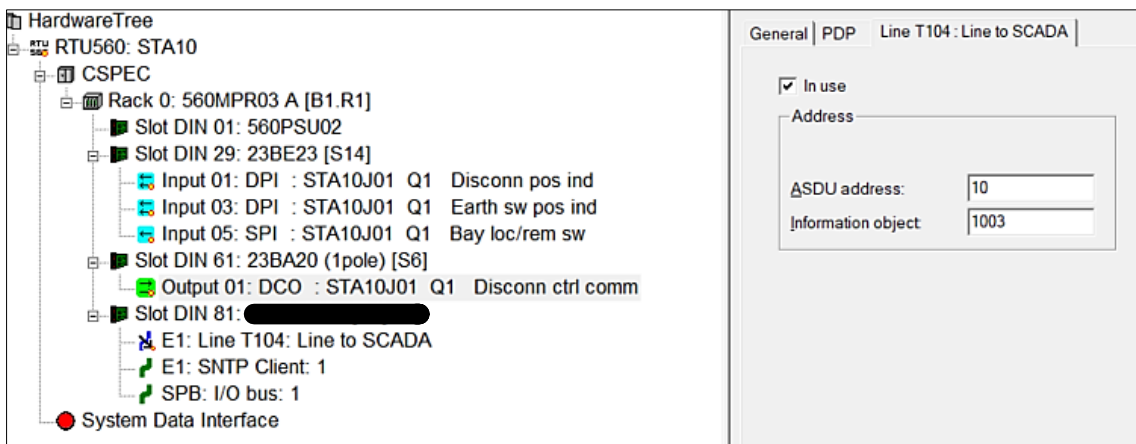 HardwareTree
RTU560: STA10
CSPEC
Rack 0: 560MPR03 A [B1.R1]
Slot DIN 01: 560PSU02
Slot DIN 29: 23BE23 [S14]
Input 01: DPI : STA10J01 Q1 Disconn pos ind
Input 03: DPI : STA10J01 Q1 Earth sw pos ind
Input 05: SPI : STA10J01 Q1 Bay loc/rem sw
Slot DIN 61: 23BA20 (1pole) [S6]
Output 01: DCO : STA10J01 Q1 Disconn ctrl comm
Slot DIN 81:
E1: Line T104: Line to SCADA
E1: SNTP Client: 1
SPB: I/O bus: 1
System Data Interface
General PDP Line T104 : Line to SCADA
In use
Address
ASDU address: 10
Information object: 1003